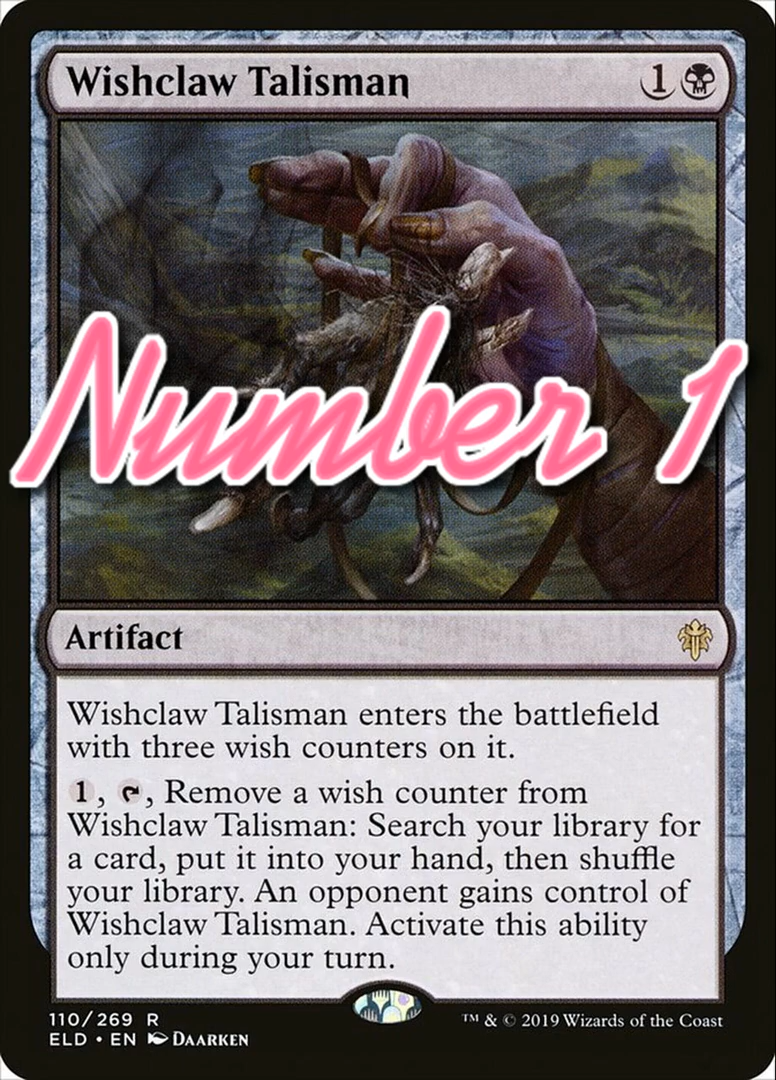 Wishclaw Talisman 1
Number 1
Artifact
Wishclaw Talisman enters the battlefield
with three wish counters on it.
1, , Remove a wish counter from
Wishclaw Talisman: Search your library for
a card, put it into your hand, then shuffle
your library. An opponent gains control of
Wishclaw Talisman. Activate this ability
only during your turn.
110/269 R
ELD • EN DAARKEN
™ & © 2019 Wizards of the Coast